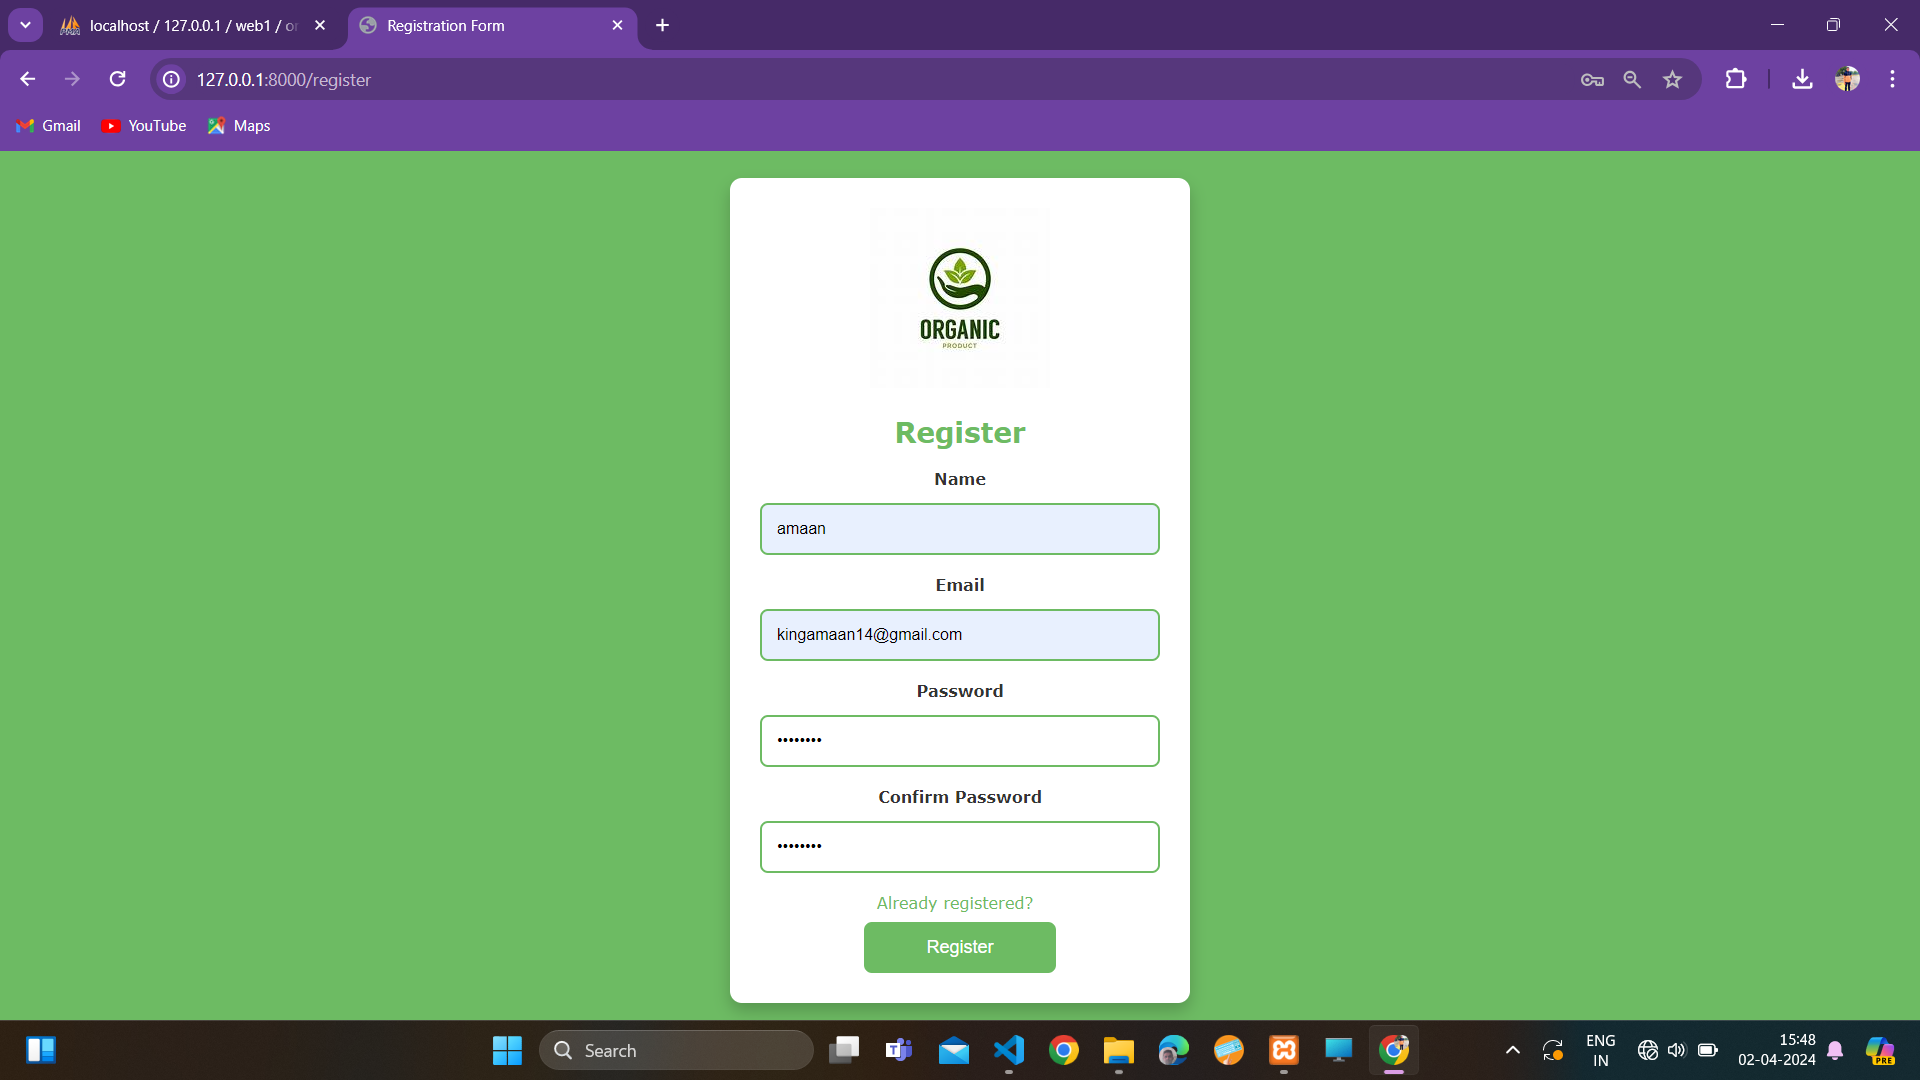 localhost / 127.0.0.1 / web1 / or
Registration Form
127.0.0.1:8000/register
Gmail
YouTube
Maps
ORGANIC
PRODUCT
Register
Name
amaan
Email
kingamaan14@gmail.com
Password
••••••••
Confirm Password
••••••••
Already registered?
Register
Search
ENG
IN
15:48
02-04-2024
PRE